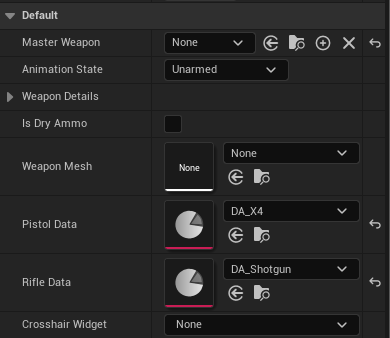 Default
Master Weapon None
Animation State Unarmed
Weapon Details
Is Dry Ammo
Weapon Mesh None None
Pistol Data DA_X4
Rifle Data DA_Shotgun
Crosshair Widget None